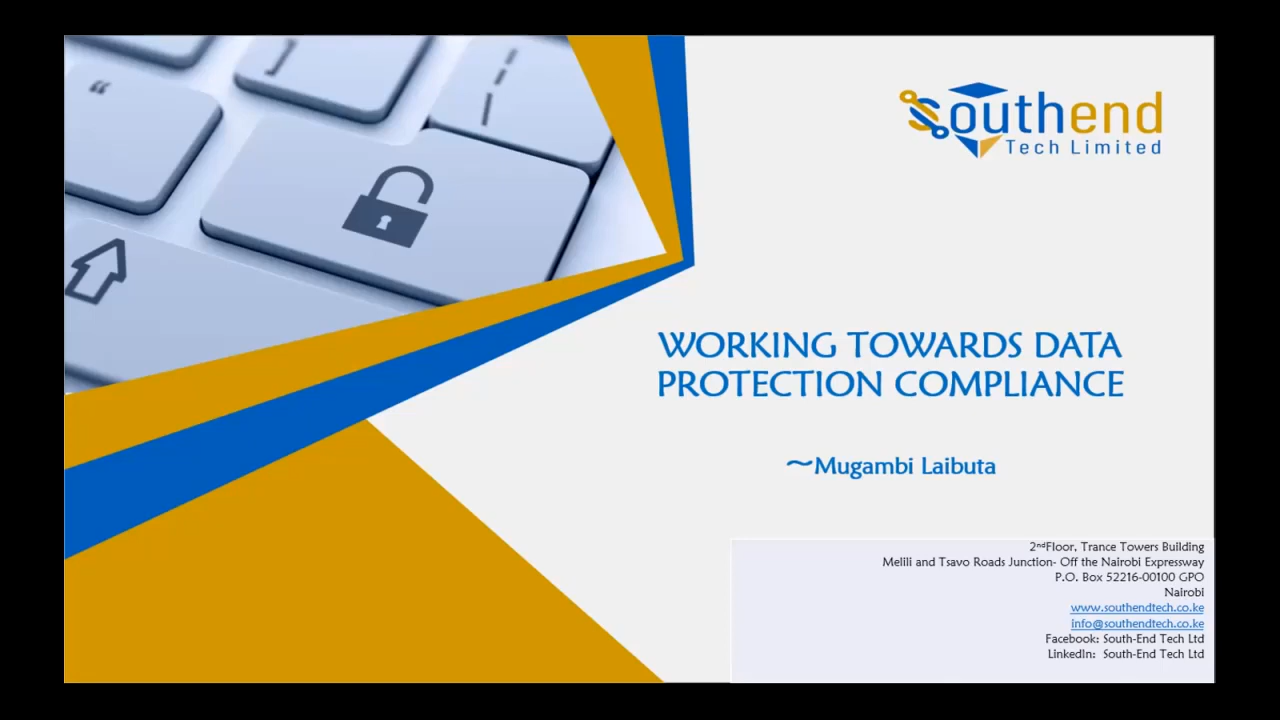 Southend
Tech Limited
WORKING TOWARDS DATA
PROTECTION COMPLIANCE
~Mugambi Laibuta
2ndFloor, Trance Towers Building
Melili and Tsavo Roads Junction- Off the Nairobi Expressway
P.O. Box 52216-00100 GPO
Nairobi
www.southendtech.co.ke
info@southendtech.co.ke
Facebook: South-End Tech Ltd
LinkedIn: South-End Tech Ltd